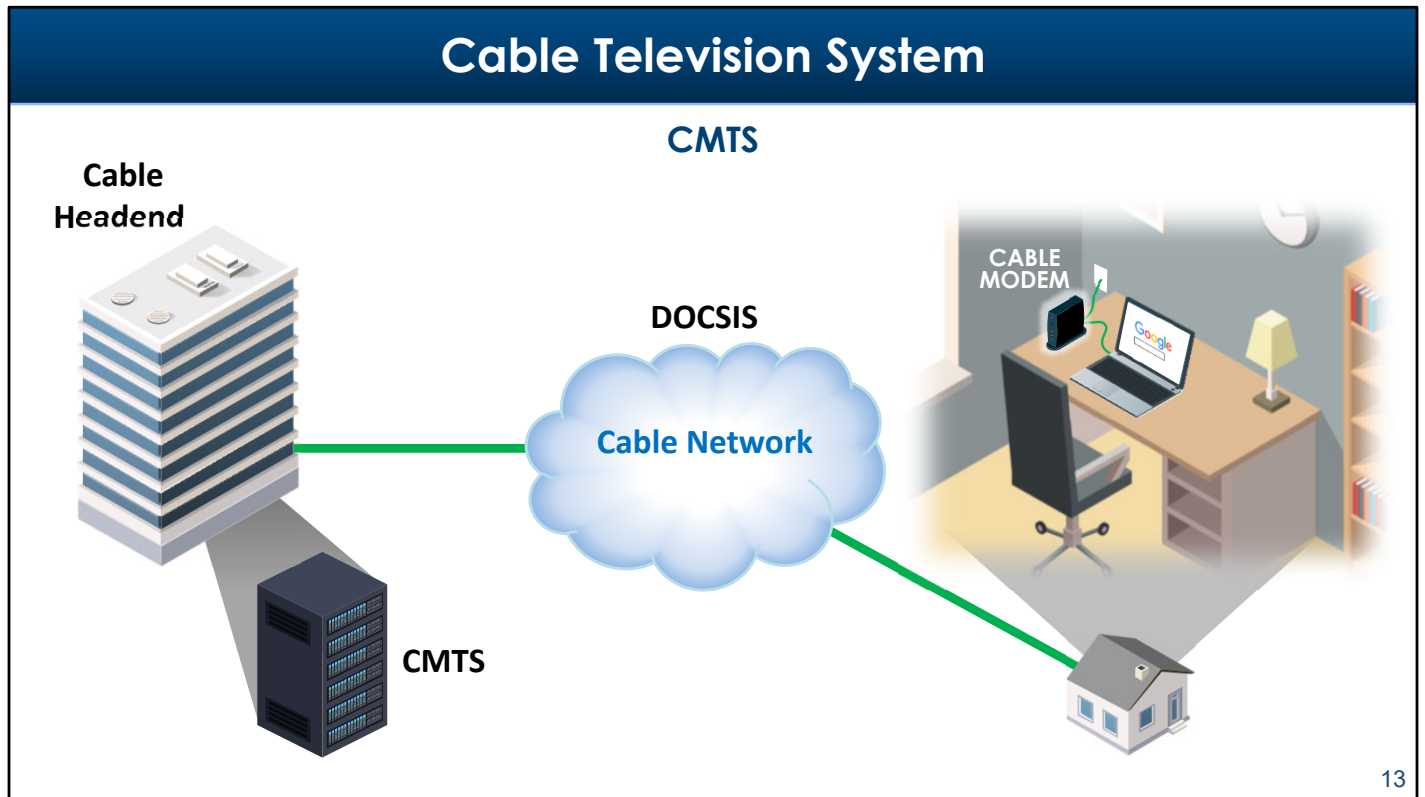 Cable Television System
CMTS
Cable
Headend
CABLE
MODEM
DOCSIS
Google
Cable Network
CMTS
13